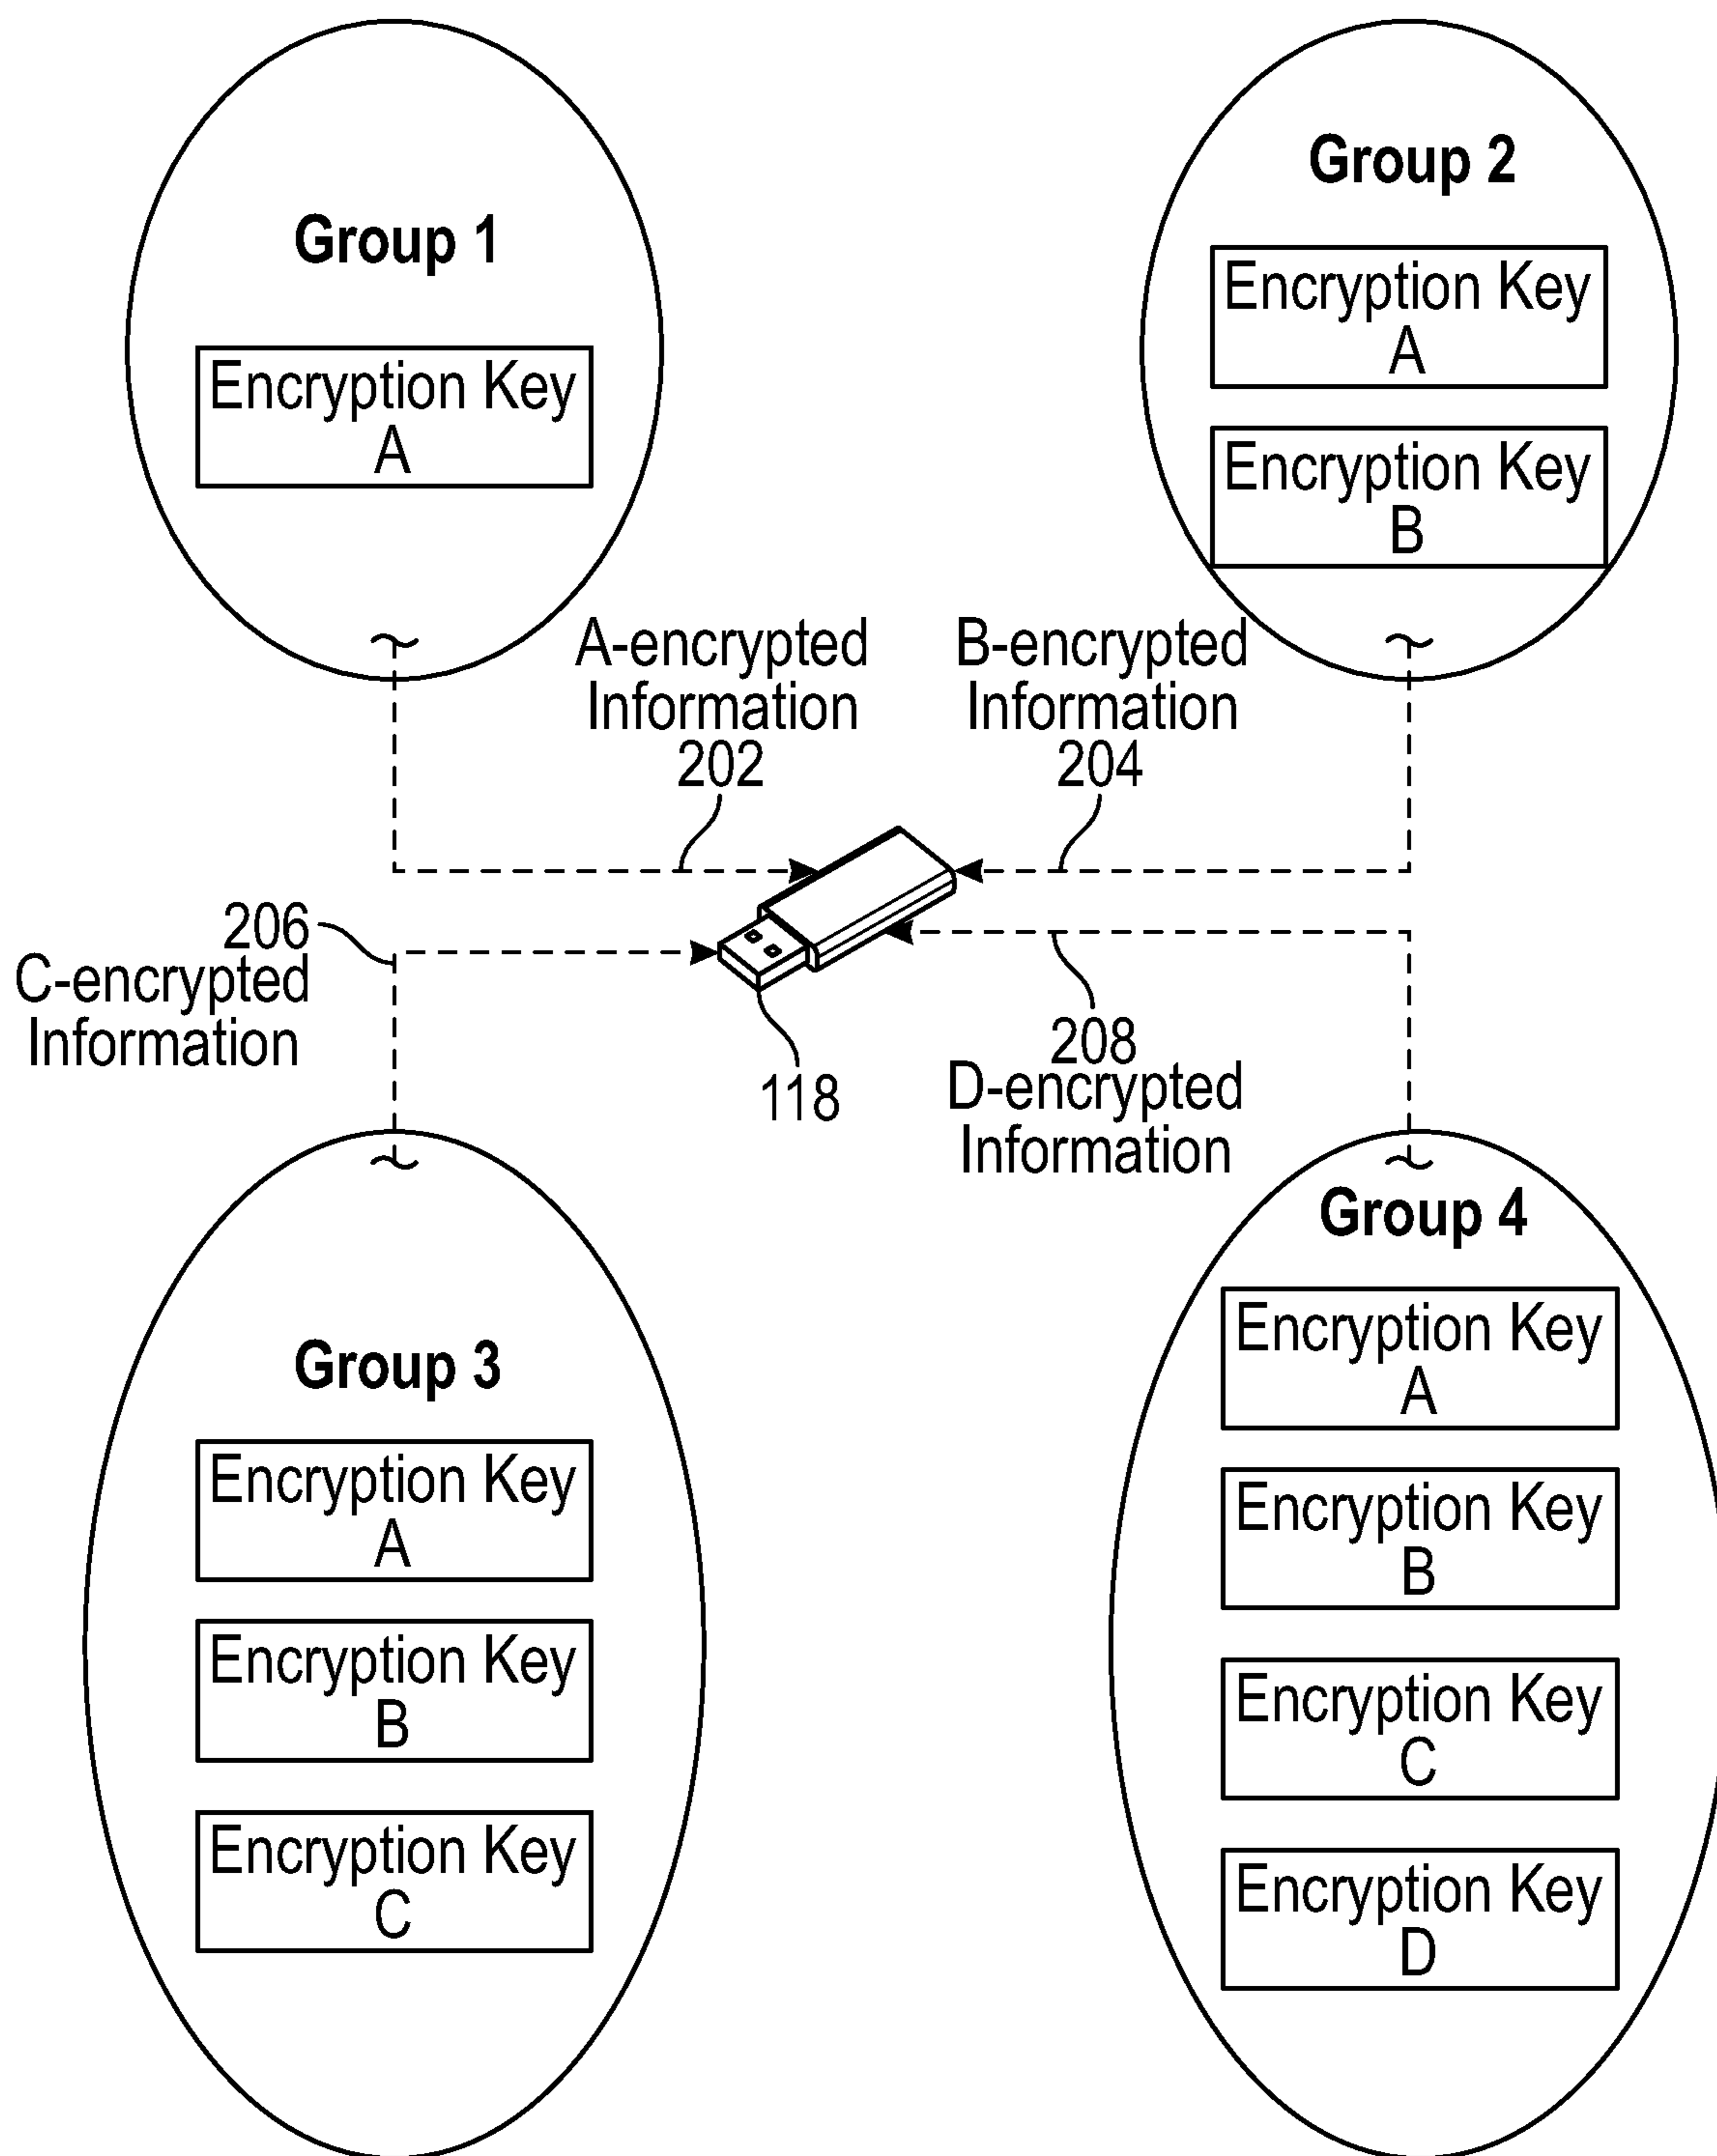 Group 1
Encryption Key
A
Group 2
Encryption Key
A
Encryption Key
B
A-encrypted
Information
202
B-encrypted
Information
204
206
C-encrypted
Information
118
208
D-encrypted
Information
Group 3
Encryption Key
A
Encryption Key
B
Encryption Key
C
Group 4
Encryption Key
A
Encryption Key
B
Encryption Key
C
Encryption Key
D